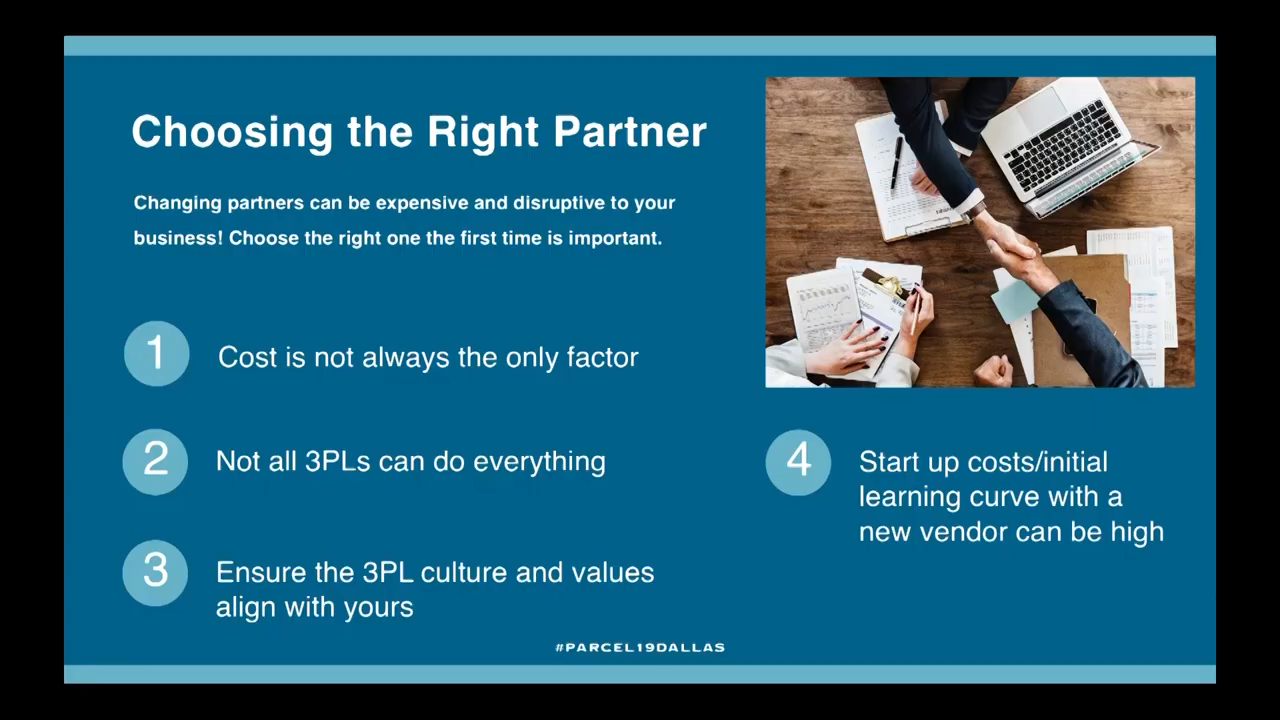 Choosing the Right Partner
Changing partners can be expensive and disruptive to your
business! Choose the right one the first time is important.
1
Cost is not always the only factor
2
Not all 3PLs can do everything
3
Ensure the 3PL culture and values
align with yours
4
Start up costs/initial
learning curve with a
new vendor can be high
#PARCEL19DALLAS